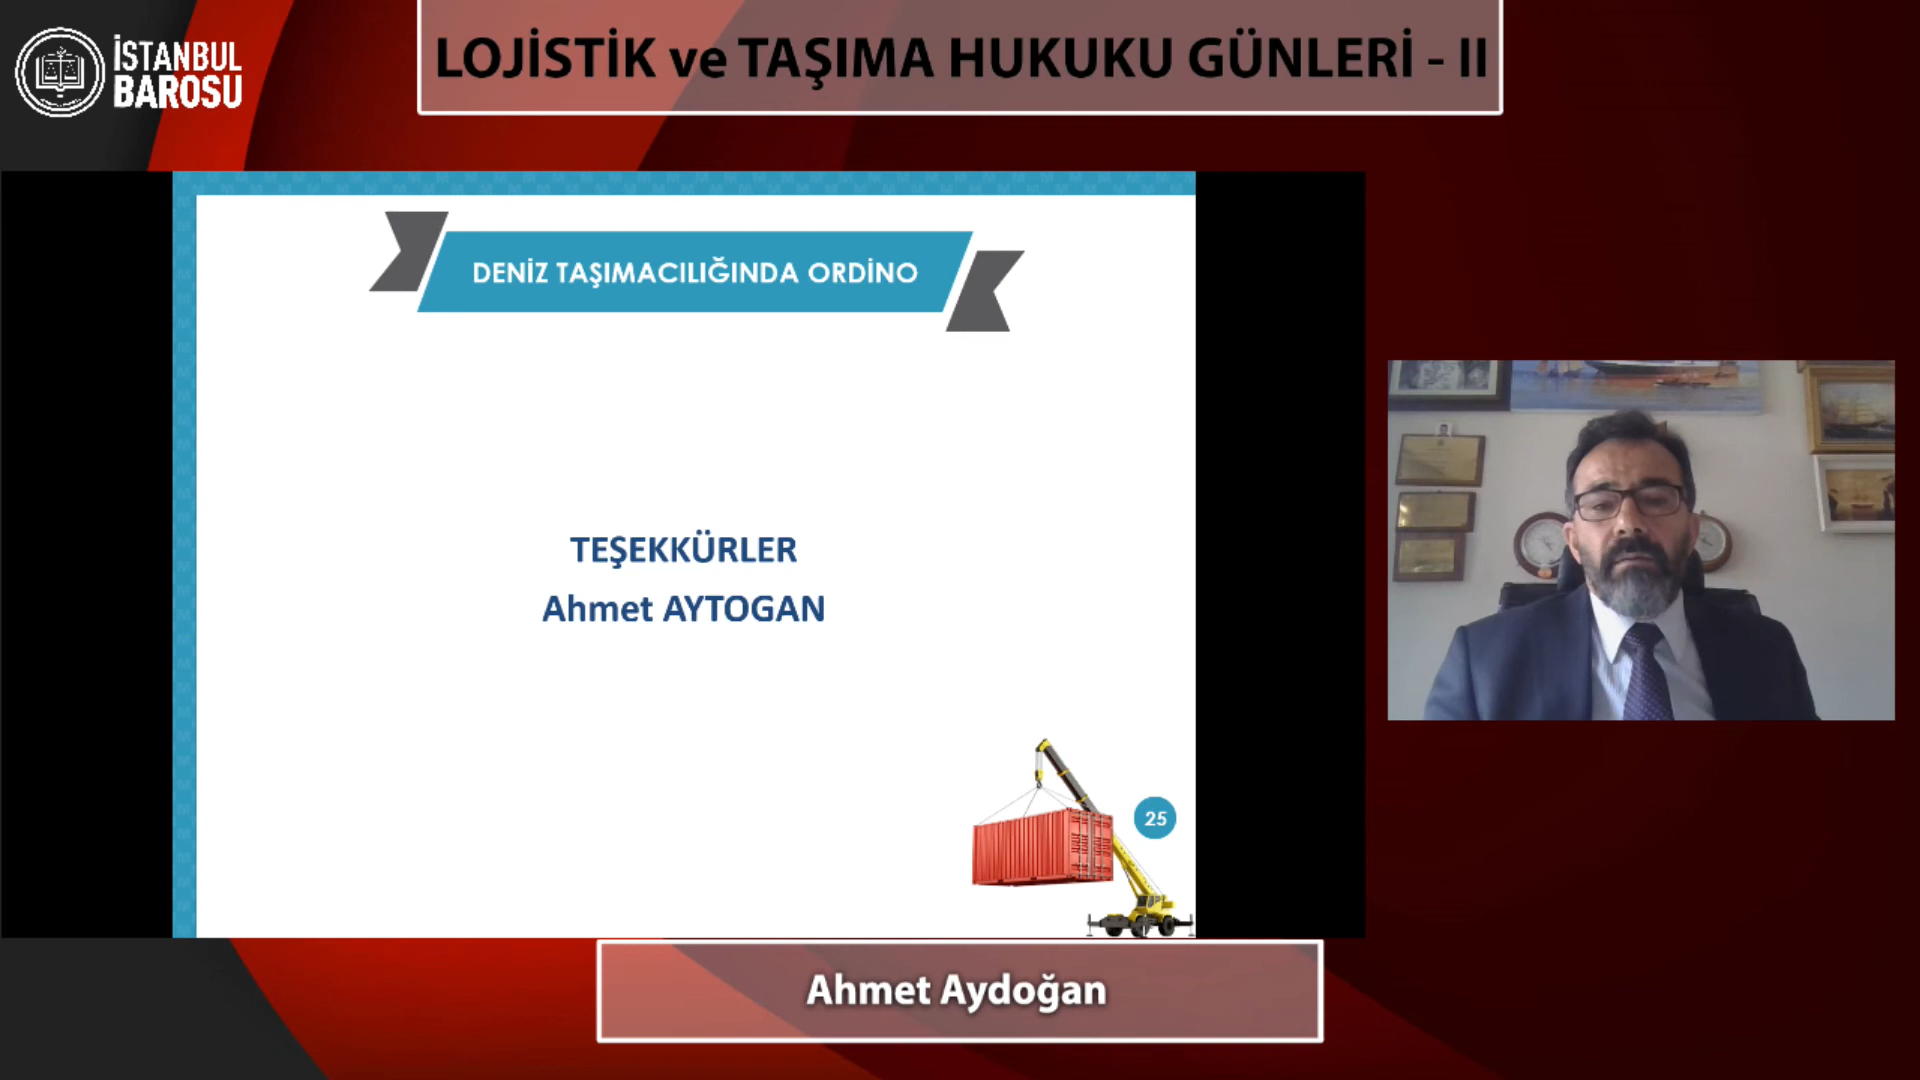 İSTANBUL
BAROSU
LOJİSTİK ve TAŞIMA HUKUKU GÜNLERİ - II
DENİZ TAŞIMACILIĞINDA ORDİNO
TEŞEKKÜRLER
Ahmet AYTOGAN
25
Ahmet Aydoğan